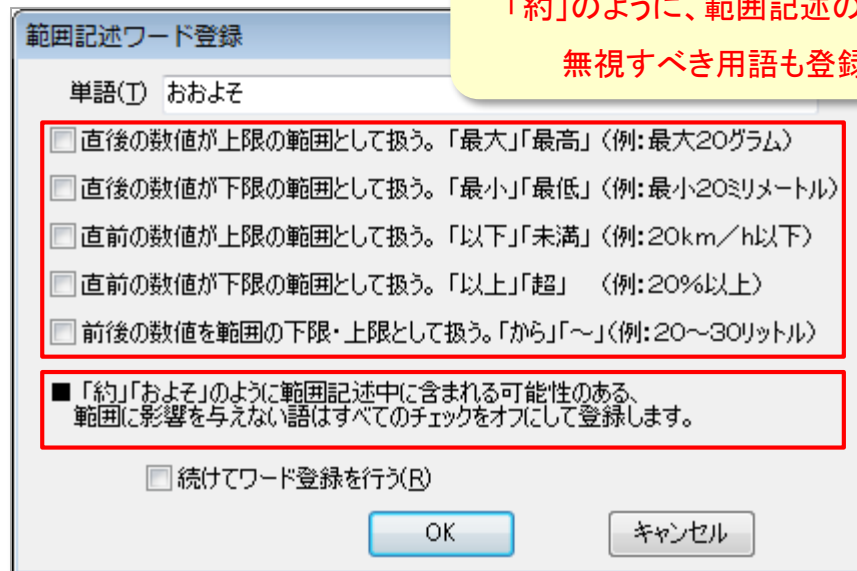 「約」のように、範囲記述の
無視すべき用語も登録
範囲記述ワード登録
単語(T) おおよそ
直後の数値が上限の範囲として扱う。「最大」「最高」（例：最大20グラム）
直後の数値が下限の範囲として扱う。「最小」「最低」（例：最小20ミリメートル）
直前の数値が上限の範囲として扱う。「以下」「未満」（例：20km／h以下）
直前の数値が下限の範囲として扱う。「以上」「超」　（例：20%以上）
前後の数値を範囲の下限・上限として扱う。「から」「～」（例：20～30リットル）
■「約」「およそ」のように範囲記述中に含まれる可能性のある、
範囲に影響を与えない語はすべてのチェックをオフにして登録します。
続けてワード登録を行う(R)
OK キャンセル